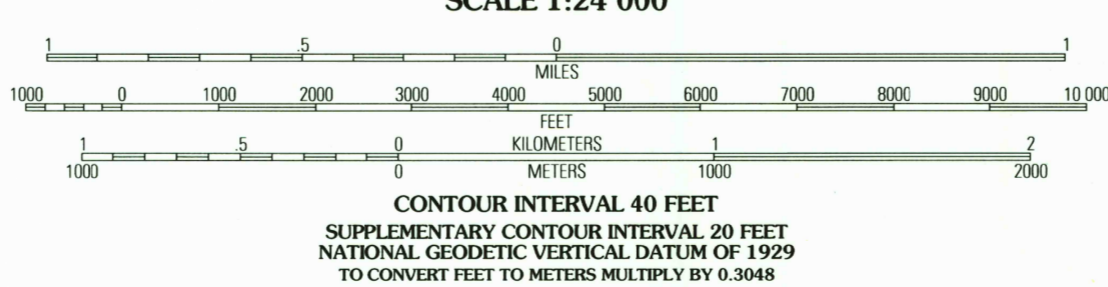 SCALE 1:24 000
1 .5 0 1
MILES
1000 0 1000 2000 3000 4000 5000 6000 7000 8000 9000 10 000
FEET
1 .5 0 KILOMETERS 1 2
1000 0 METERS 1000 2000
CONTOUR INTERVAL 40 FEET
SUPPLEMENTARY CONTOUR INTERVAL 20 FEET
NATIONAL GEODETIC VERTICAL DATUM OF 1929
TO CONVERT FEET TO METERS MULTIPLY BY 0.3048